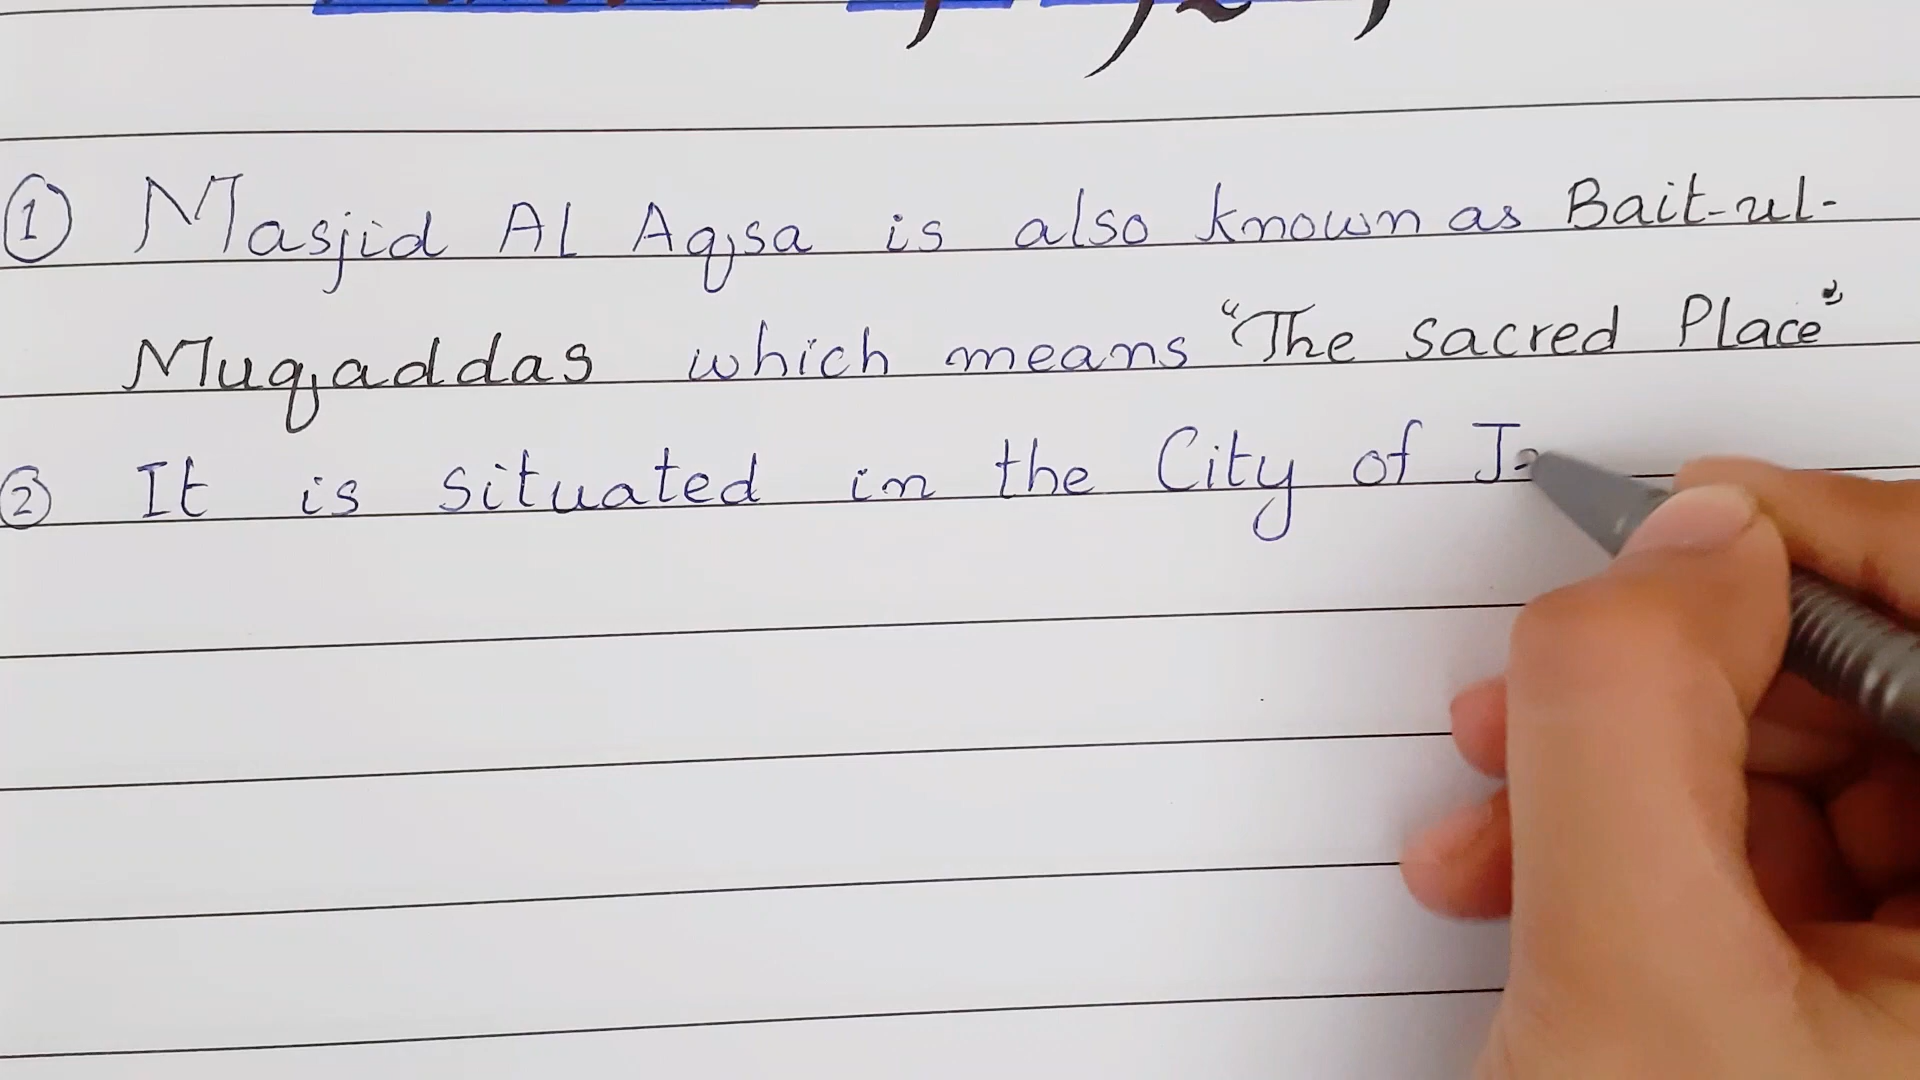 ① Masjid Al Aqsa is also known as Bait-ul-
Muqaddas which means "The sacred Place"
② It is situated in the City of